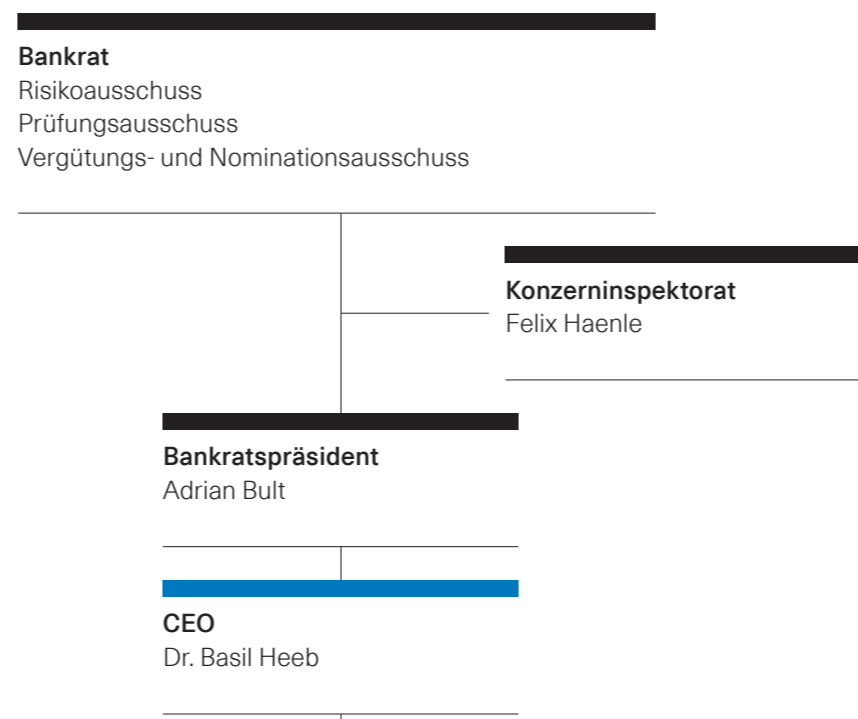 Bankrat
Risikoausschuss
Prüfungsausschuss
Vergütungs- und Nominationsausschuss
Konzerninspektorat
Felix Haenle
Bankratspräsident
Adrian Bult
CEO
Dr. Basil Heeb